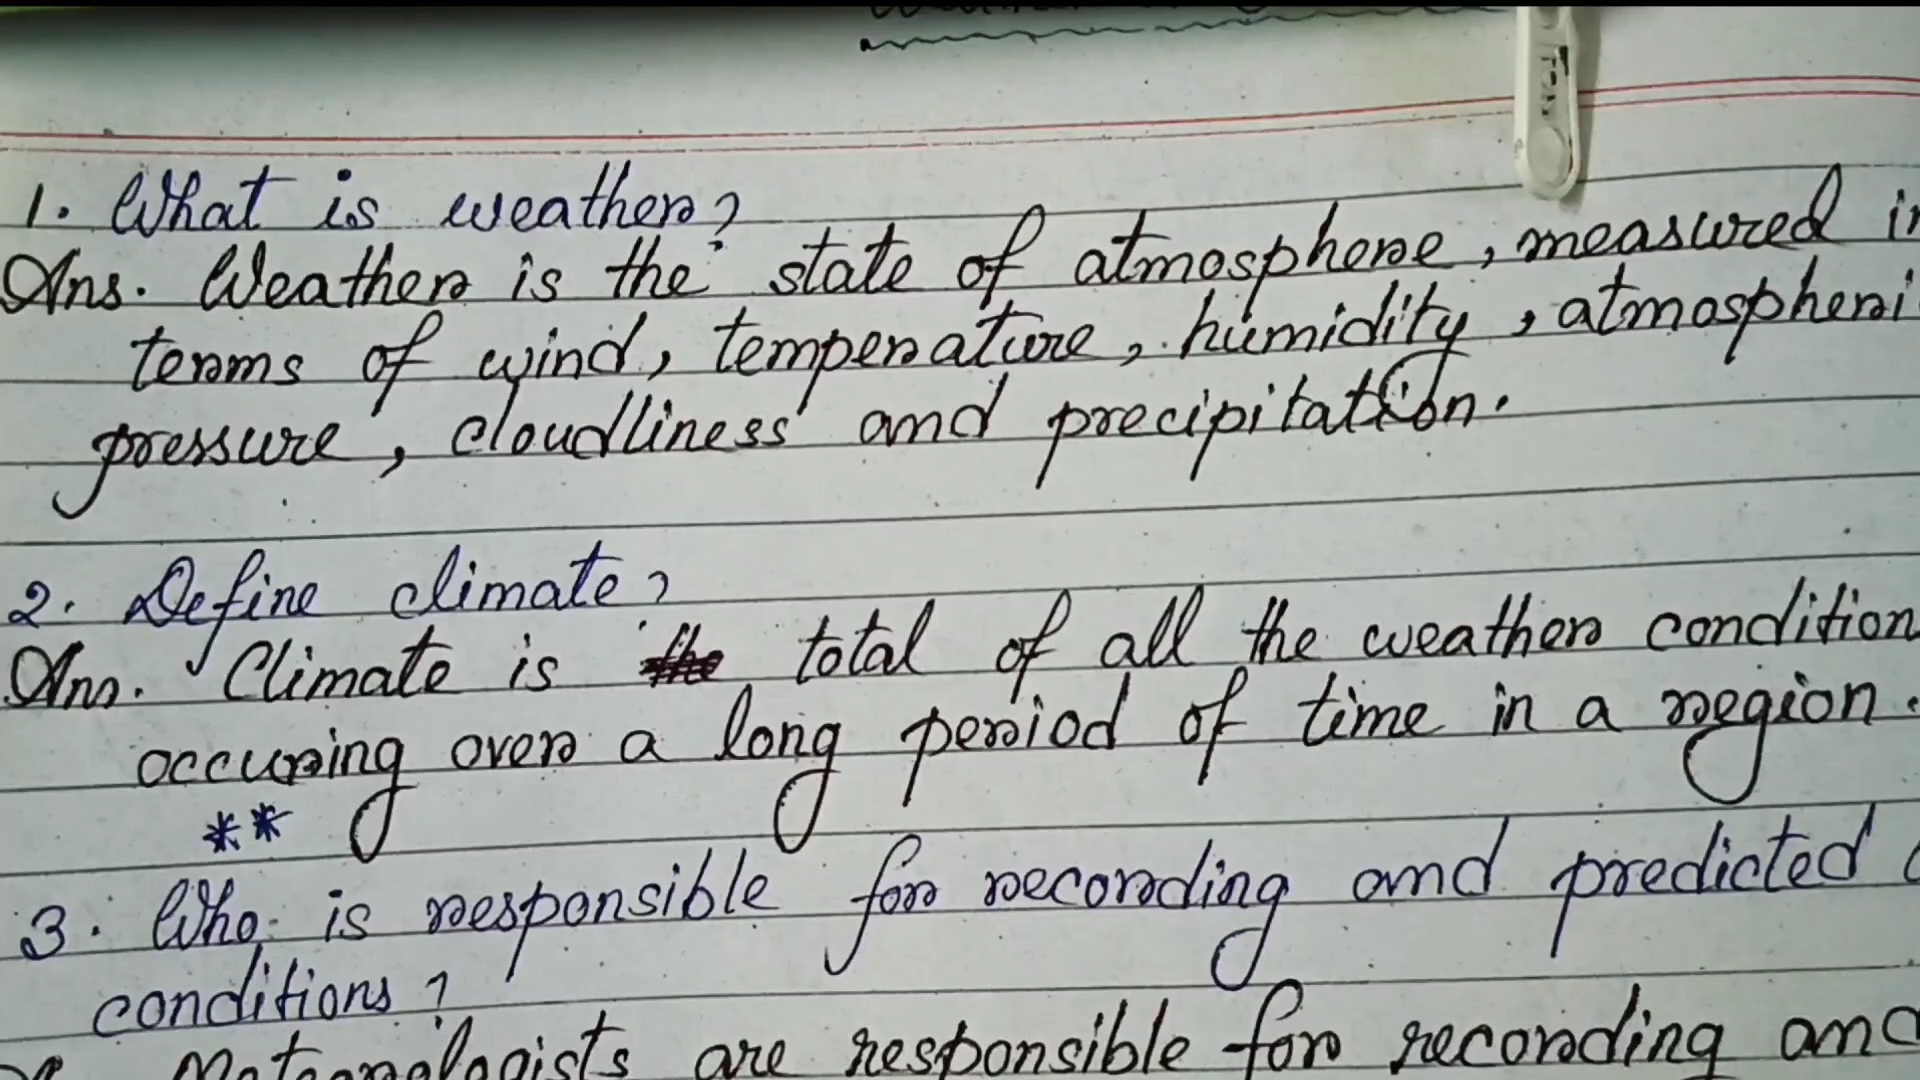 1. What is weather?
Ans. Weather is the state of atmosphere, measured in
terms of wind, temperature, humidity, atmospheri
pressure, cloudliness and precipitation.
2. Define climate?
Ans. Climate is the total of all the weather condition
occuring over a long period of time in a region.
**
3. Who is responsible for recording and predicted
conditions?
Meteorologists are responsible for recording and